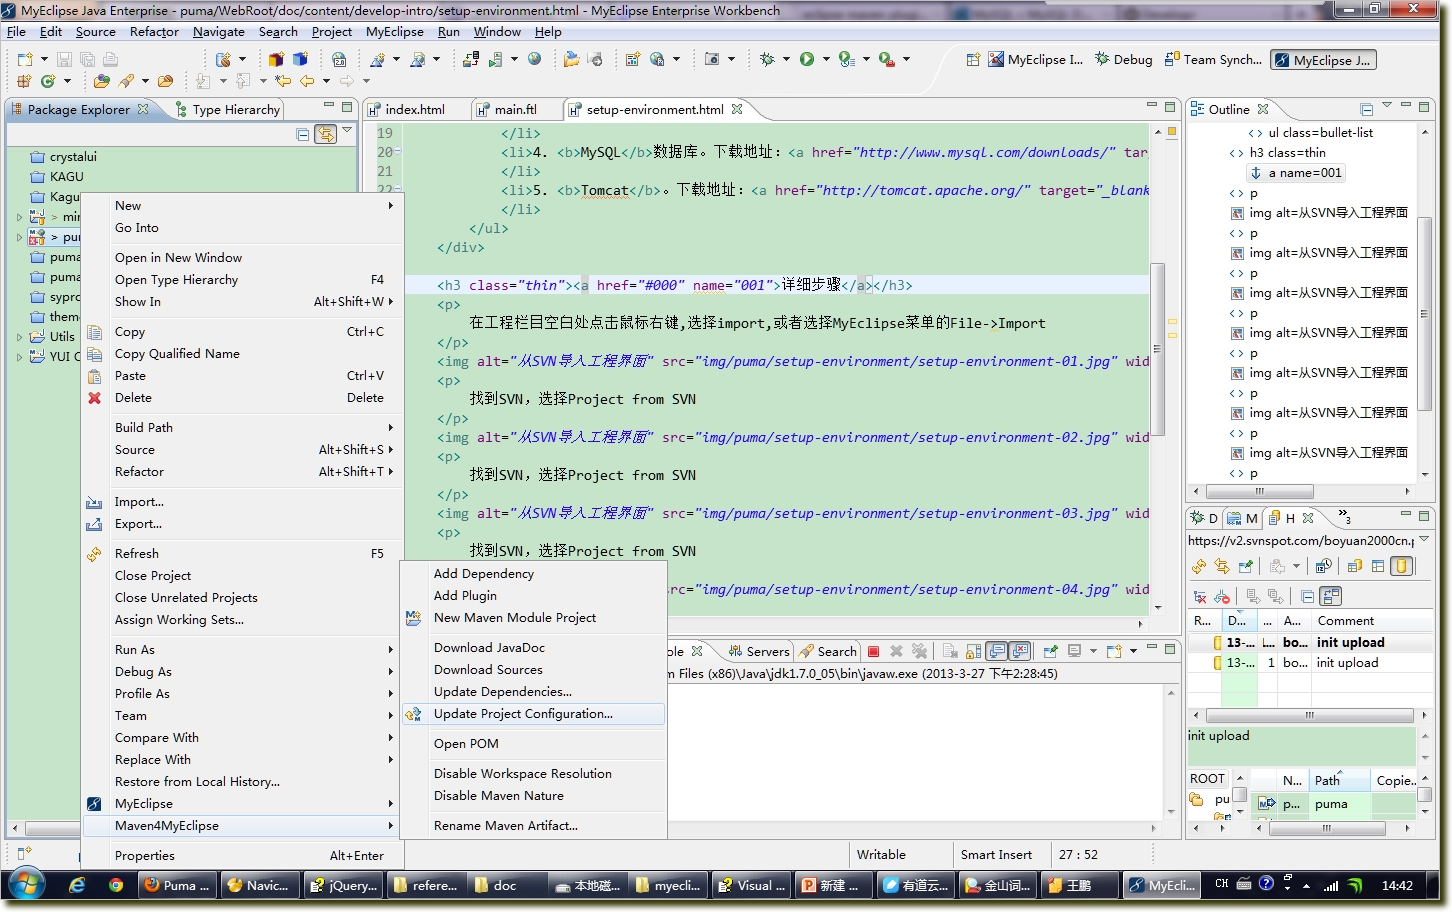 MyEclipse Java Enterprise - puma/WebRoot/doc/content/develop-intro/setup-environment.html - MyEclipse Enterprise Workbench
File Edit Source Refactor Navigate Search Project MyEclipse Run Window Help
MyEclipse I... Debug Team Synch... MyEclipse J...
Package Explorer Type Hierarchy
crystalui
KAGU
Kagu
> mir
> pu
puma
puma
sypro
theme
Utils
YUI C
New
Go Into
Open in New Window
Open Type Hierarchy F4
Show In Alt+Shift+W
Copy Ctrl+C
Copy Qualified Name
Paste Ctrl+V
Delete Delete
Build Path
Source Alt+Shift+S
Refactor Alt+Shift+T
Import...
Export...
Refresh F5
Close Project
Close Unrelated Projects
Assign Working Sets...
Run As
Debug As
Profile As
Team
Compare With
Replace With
Restore from Local History...
MyEclipse
Maven4MyEclipse
Properties Alt+Enter
Add Dependency
Add Plugin
New Maven Module Project
Download JavaDoc
Download Sources
Update Dependencies...
Update Project Configuration...
Open POM
Disable Workspace Resolution
Disable Maven Nature
Rename Maven Artifact...
index.html main.ftl setup-environment.html
19 </li>
20 <li>4. <b>MySQL</b>数据库。下载地址：<a href="http://www.mysql.com/downloads/" tar
21 </li>
22 <li>5. <b>Tomcat</b>。下载地址：<a href="http://tomcat.apache.org/" target="_blank
</li>
</ul>
</div>
<h3 class="thin"><a href="#000" name="001">详细步骤</a></h3>
<p>
在工程栏目空白处点击鼠标右键,选择import,或者选择MyEclipse菜单的File->Import
</p>
<img alt="从SVN导入工程界面" src="img/puma/setup-environment/setup-environment-01.jpg" wid
<p>
找到SVN，选择Project from SVN
</p>
<img alt="从SVN导入工程界面" src="img/puma/setup-environment/setup-environment-02.jpg" wid
<p>
找到SVN，选择Project from SVN
</p>
<img alt="从SVN导入工程界面" src="img/puma/setup-environment/setup-environment-03.jpg" wid
<p>
找到SVN，选择Project from SVN
="img/puma/setup-environment/setup-environment-04.jpg" wid
ole Servers Search
m Files (x86)\Java\jdk1.7.0_05\bin\javaw.exe (2013-3-27 下午2:28:45)
Outline
ul class=bullet-list
h3 class=thin
a name=001
p
img alt=从SVN导入工程界面
p
img alt=从SVN导入工程界面
p
img alt=从SVN导入工程界面
p
img alt=从SVN导入工程界面
p
img alt=从SVN导入工程界面
p
img alt=从SVN导入工程界面
p
img alt=从SVN导入工程界面
p
D M H 3
https://v2.svnspot.com/boyuan2000cn.p
R... D... ... A... Comment
13-... L... bo... init upload
13-... 1 bo... init upload
init upload
ROOT
pu
N... Path Copie...
p... puma
Writable Smart Insert 27 : 52
Puma ... Navic... jQuery... refere... doc 本地磁... myecli... Visual ... 新建 ... 有道云... 金山词... 王鹏 MyEcli... CH 14:42